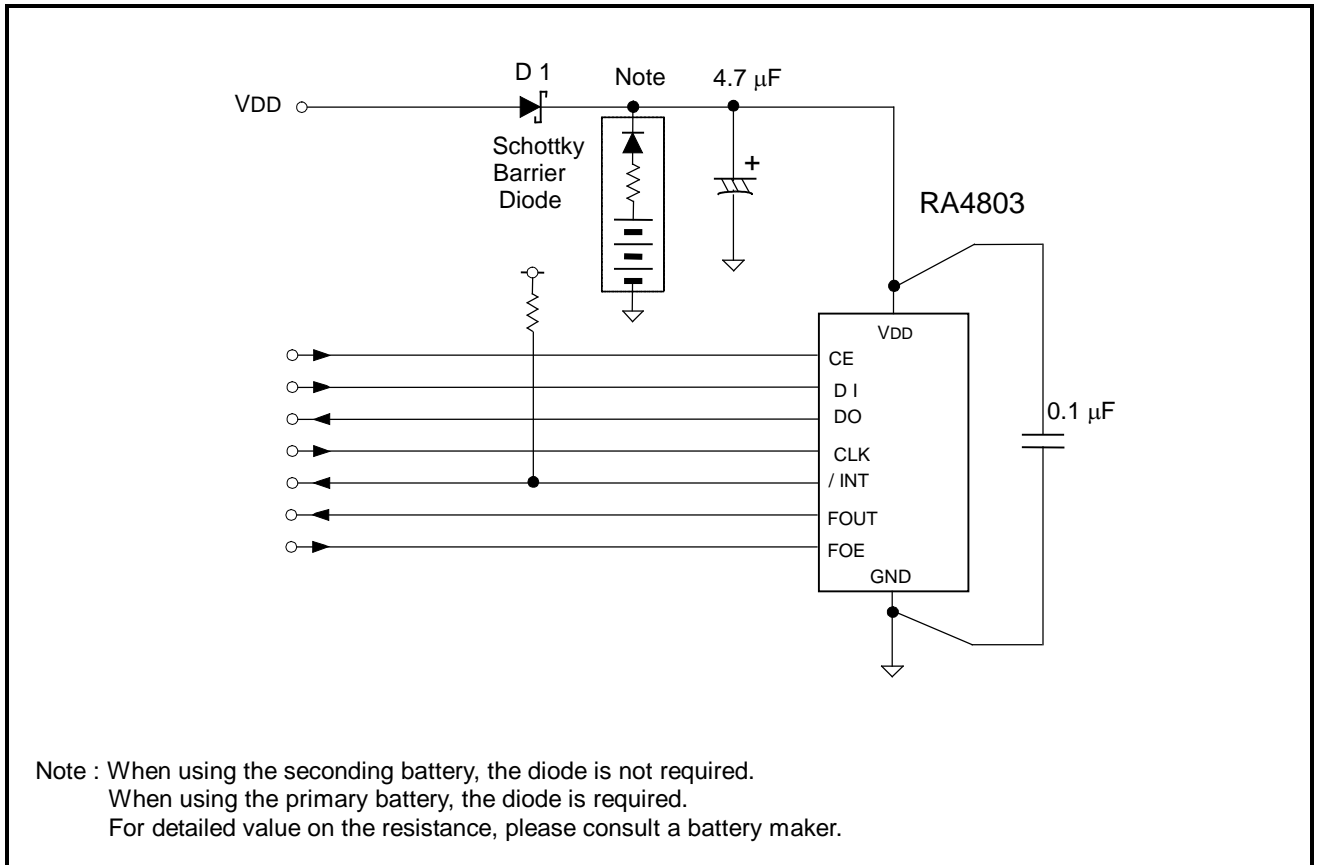 D 1
Note
4.7 μF
VDD
Schottky
Barrier
Diode
+
RA4803
VDD
CE
D I
DO
0.1 μF
CLK
/ INT
FOUT
FOE
GND
Note : When using the seconding battery, the diode is not required.
When using the primary battery, the diode is required.
For detailed value on the resistance, please consult a battery maker.